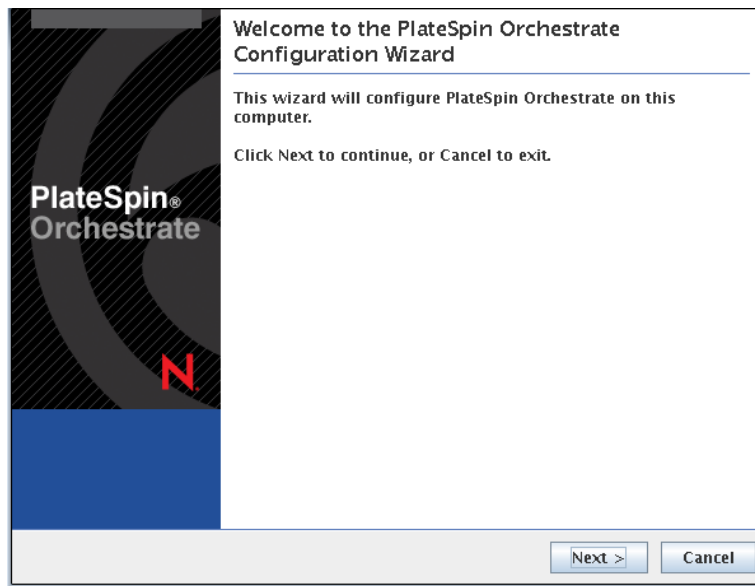 Welcome to the PlateSpin Orchestrate
Configuration Wizard
This wizard will configure PlateSpin Orchestrate on this
computer.
Click Next to continue, or Cancel to exit.
PlateSpin®
Orchestrate
N.
Next >
Cancel